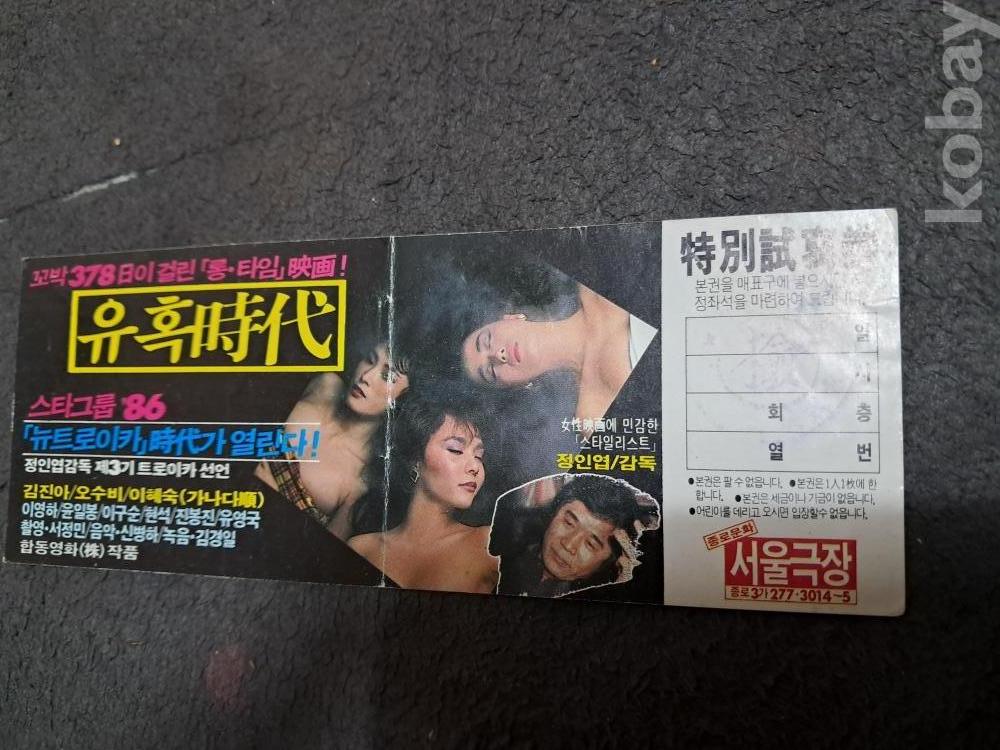 꼬박 378日이 걸린 「롱·타임」映画!
유혹時代
스타그룹 '86
「뉴트로이카」時代가 열린다!
정인엽감독 제3기 트로이카 선언
김진아/오수비/이혜숙(가나다順)
이영하/윤일봉/이구순/현석/진봉진/유영국
촬영·서정민/음악·신병하/녹음·김경일
합동영화(株)작품
女性映画에 민감한
「스타일리스트」
정인엽/감독
特別試
본권을 매표구에
정좌석을 마련하여
일
시
회 층
열 번
●본권은 팔 수 없읍니다. ●본권은 1人1枚에 한
합니다. ●본권은 세금이나 기금이 없읍니다.
●어린이를 데리고 오시면 입장할수 없읍니다.
종로문화
서울극장
종로3가 277·3014~5
kobay